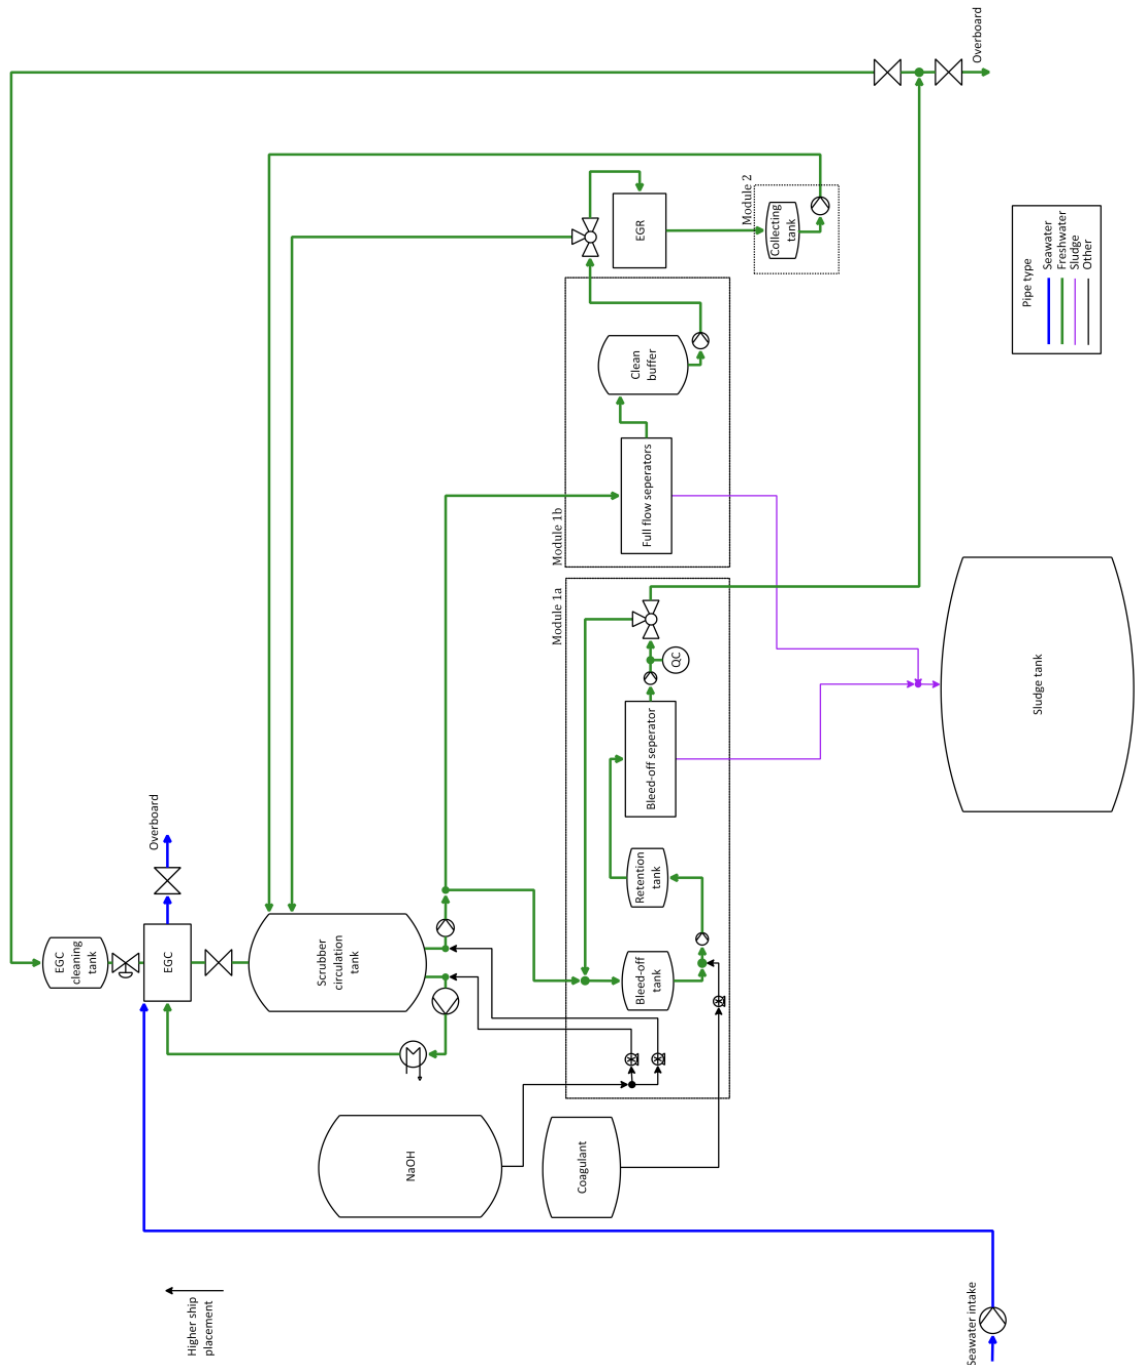 Overboard
Module 2
EGR
Collecting
tank
Pipe type
Seawater
Freshwater
Sludge
Other
Clean
buffer
Full flow seperators
Module 1b
Module 1a
QC
Bleed-off seperator
Sludge tank
Overboard
Retention
tank
EGC
cleaning
tank
EGC
Scrubber
circulation
tank
Bleed-off
tank
NaOH
Coagulant
Higher ship
placement
Seawater intake